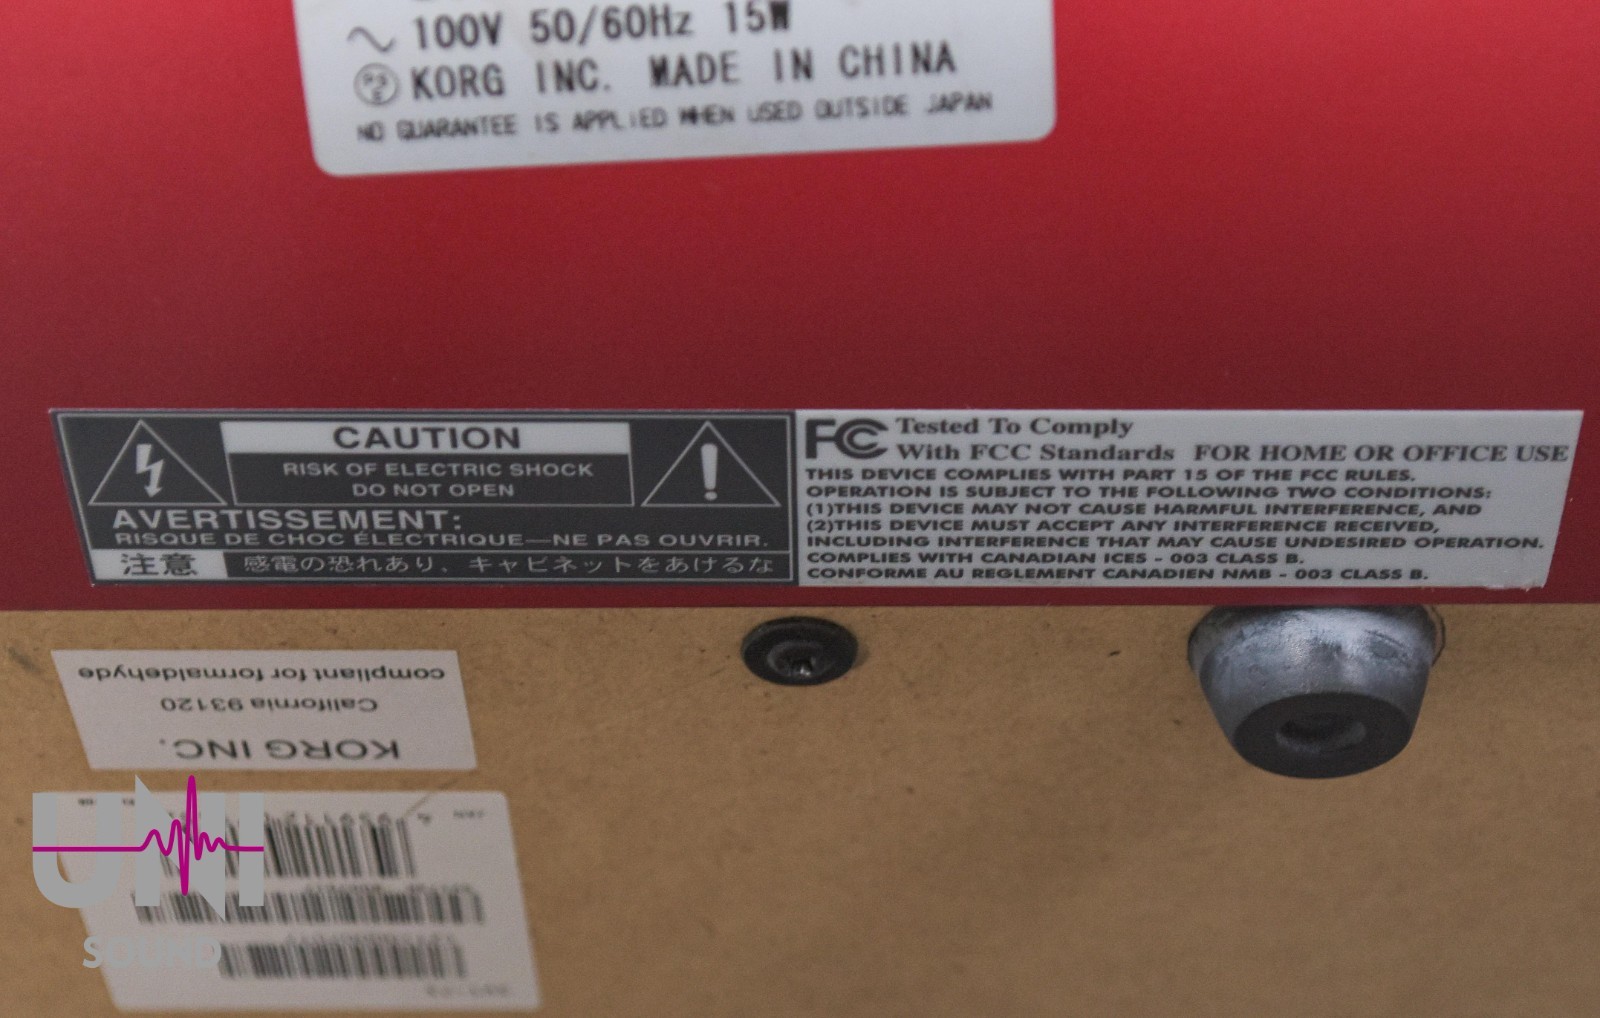 100V 50/60Hz 15W
KORG INC. MADE IN CHINA
NO GUARANTEE IS APPLIED WHEN USED OUTSIDE JAPAN
CAUTION
RISK OF ELECTRIC SHOCK
DO NOT OPEN
AVERTISSEMENT:
RISQUE DE CHOC ÉLECTRIQUE—NE PAS OUVRIR.
注意 感電の恐れあり、キャビネットをあけるな
FC Tested To Comply
With FCC Standards FOR HOME OR OFFICE USE
THIS DEVICE COMPLIES WITH PART 15 OF THE FCC RULES.
OPERATION IS SUBJECT TO THE FOLLOWING TWO CONDITIONS:
(1)THIS DEVICE MAY NOT CAUSE HARMFUL INTERFERENCE, AND
(2)THIS DEVICE MUST ACCEPT ANY INTERFERENCE RECEIVED,
INCLUDING INTERFERENCE THAT MAY CAUSE UNDESIRED OPERATION.
COMPLIES WITH CANADIAN ICES - 003 CLASS B.
CONFORME AU REGLEMENT CANADIEN NMB - 003 CLASS B.
KORG INC.
California 93120
compliant for formaldehyde
JAN
UNI
SOUND